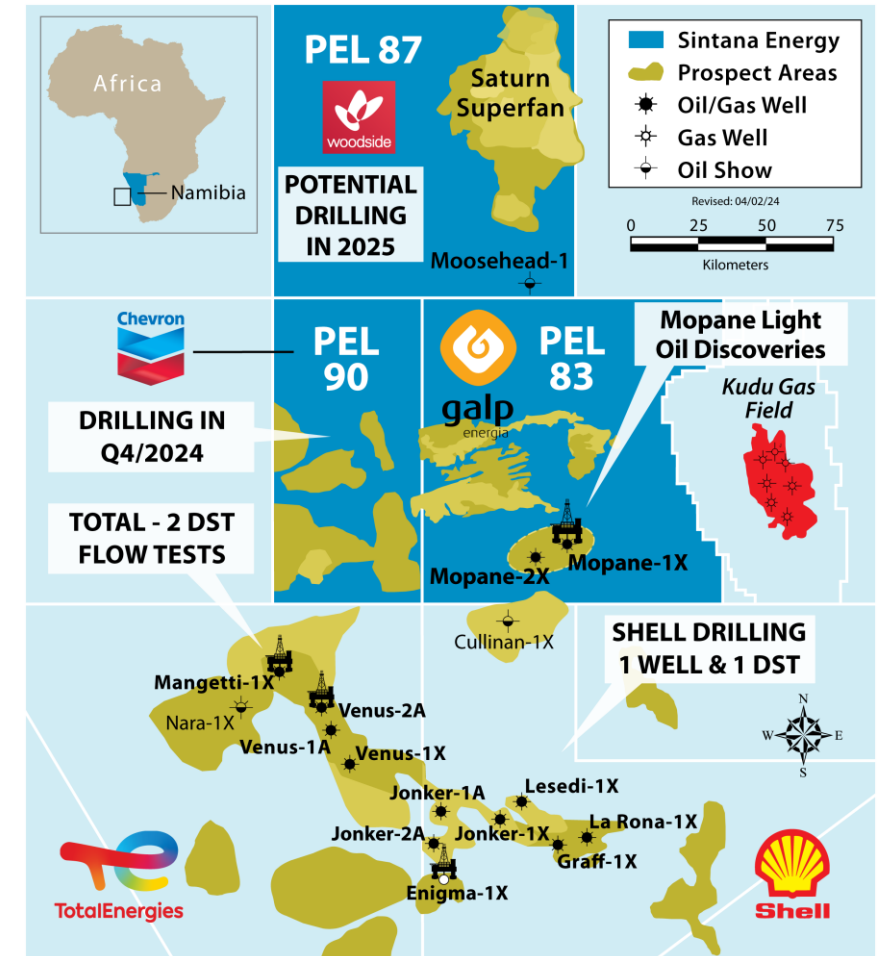 Africa
Namibia
PEL 87
woodside
POTENTIAL
DRILLING
IN 2025
Saturn
Superfan
Moosehead-1
Sintana Energy
Prospect Areas
Oil/Gas Well
Gas Well
Oil Show
Revised: 04/02/24
0 25 50 75
Kilometers
Chevron
PEL
90
galp
energia
PEL
83
Mopane Light
Oil Discoveries
Kudu Gas
Field
DRILLING IN
Q4/2024
TOTAL - 2 DST
FLOW TESTS
Mopane-2X
Mopane-1X
Cullinan-1X
SHELL DRILLING
1 WELL & 1 DST
Mangetti-1X
Nara-1X
Venus-2A
Venus-1A
Venus-1X
N
W
E
S
Jonker-1A
Lesedi-1X
Jonker-2A
Jonker-1X
La Rona-1X
Graff-1X
Enigma-1X
TotalEnergies
Shell